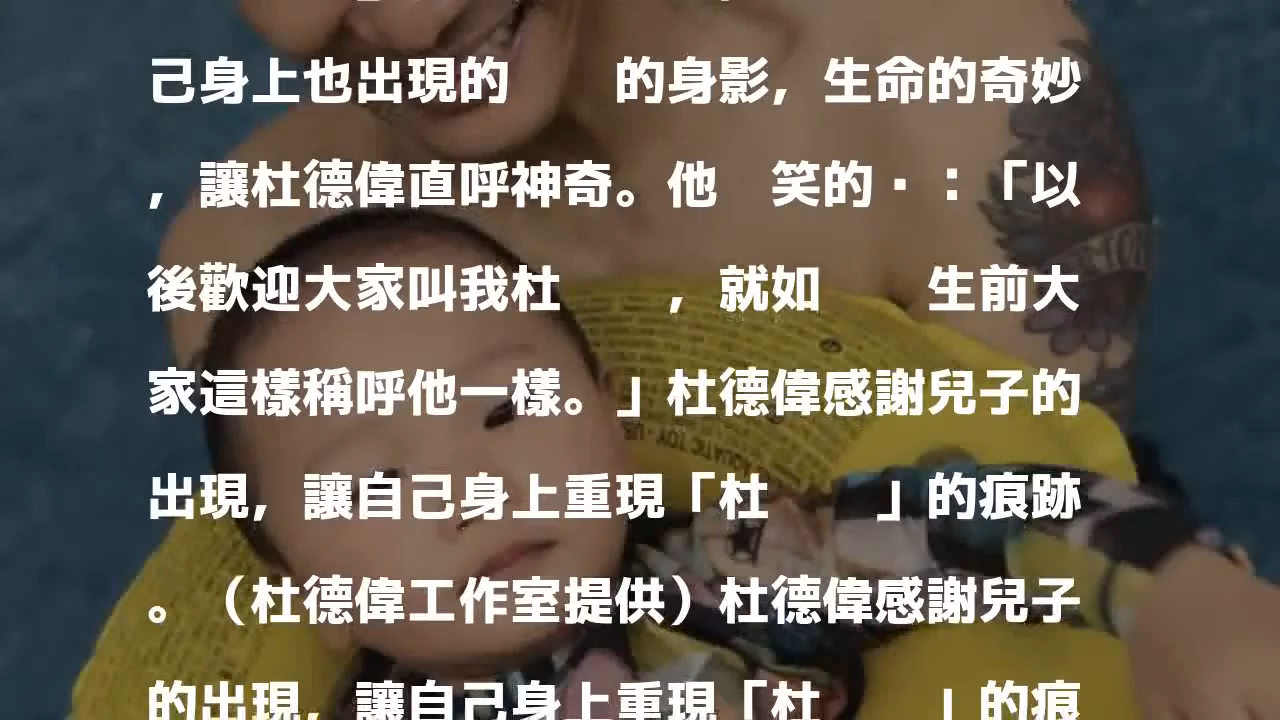 己身上也出現的　　的身影，生命的奇妙
，讓杜德偉直呼神奇。他　笑的▪：「以
後歡迎大家叫我杜　　，就如　　生前大
家這樣稱呼他一樣。」杜德偉感謝兒子的
出現，讓自己身上重現「杜　　」的痕跡
。（杜德偉工作室提供）杜德偉感謝兒子
的出現，讓自己身上重現「杜　　」的痕
AQUATIC TOY